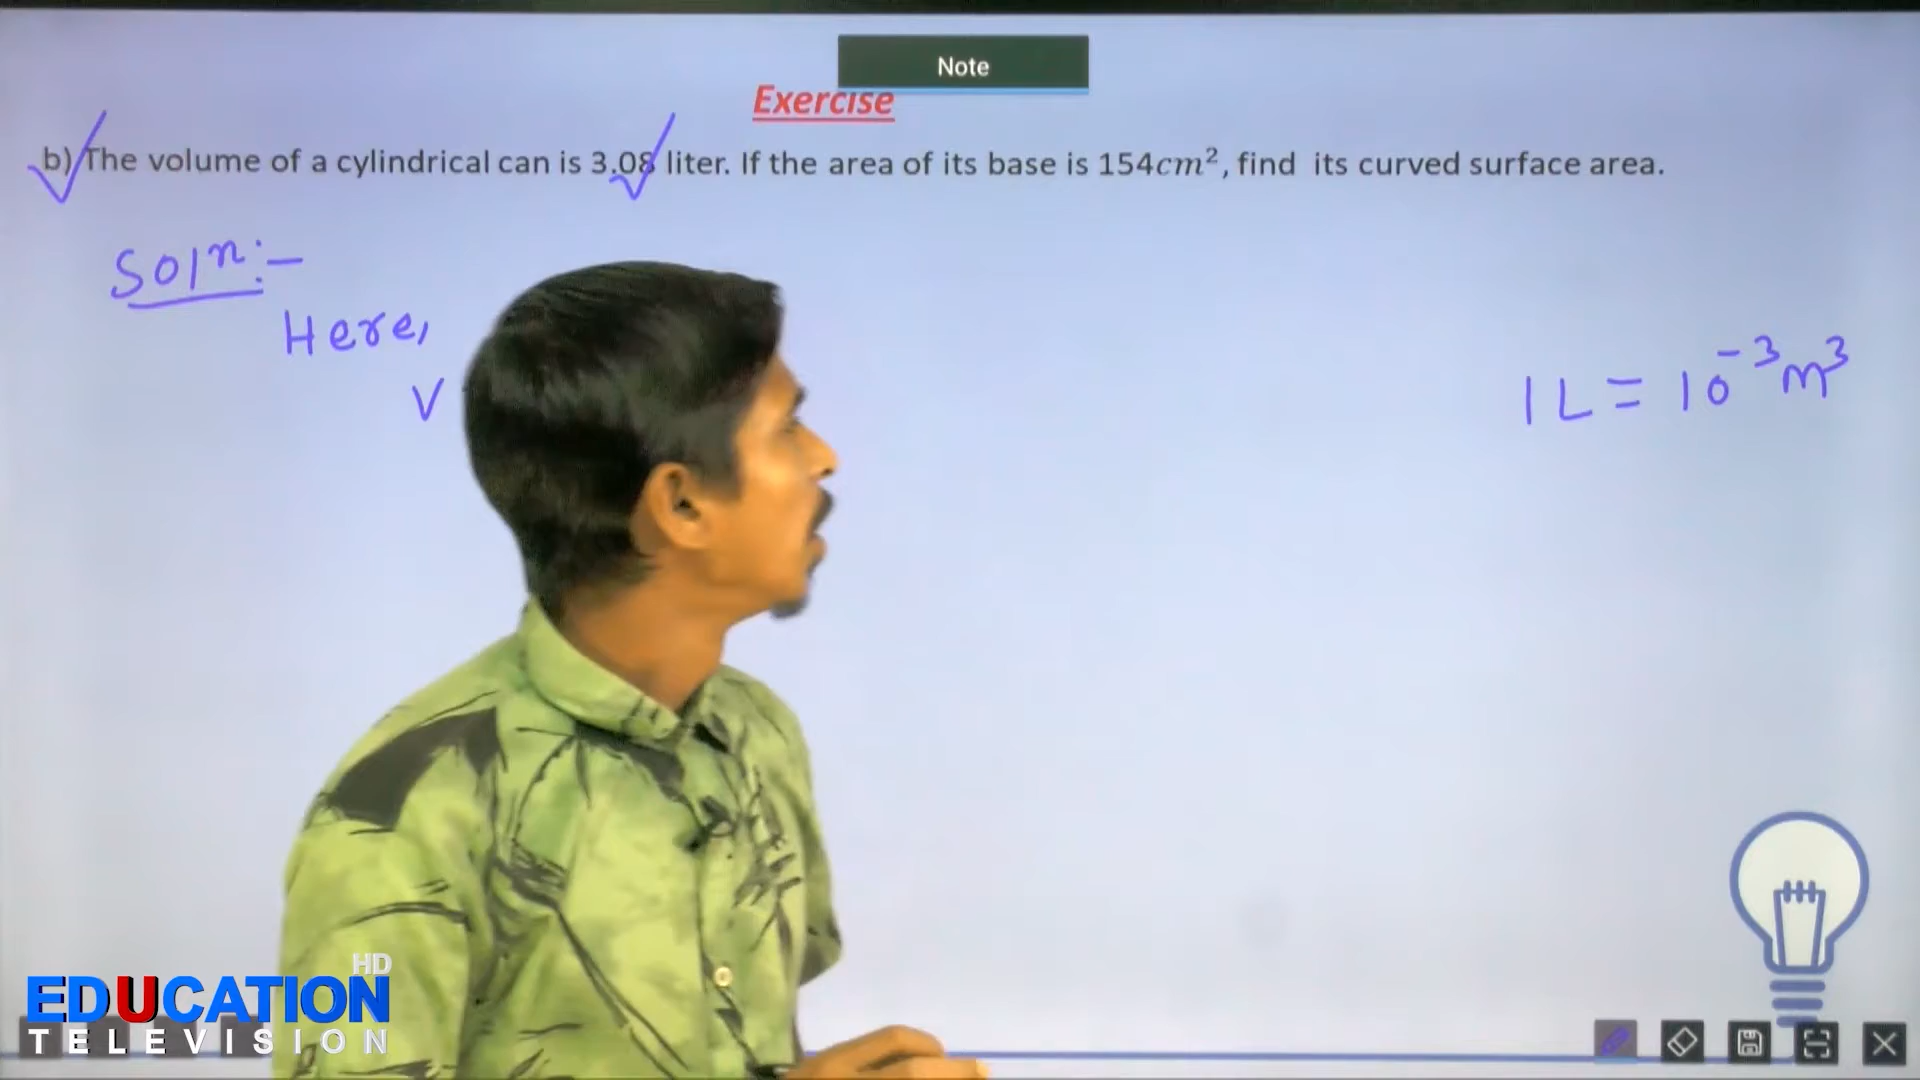 Note
Exercise
b) The volume of a cylindrical can is 3.08 liter. If the area of its base is 154cm², find its curved surface area.
Solⁿ:-
Here,
V
1 L = 10⁻³m³
HD
EDUCATION
TELEVISION